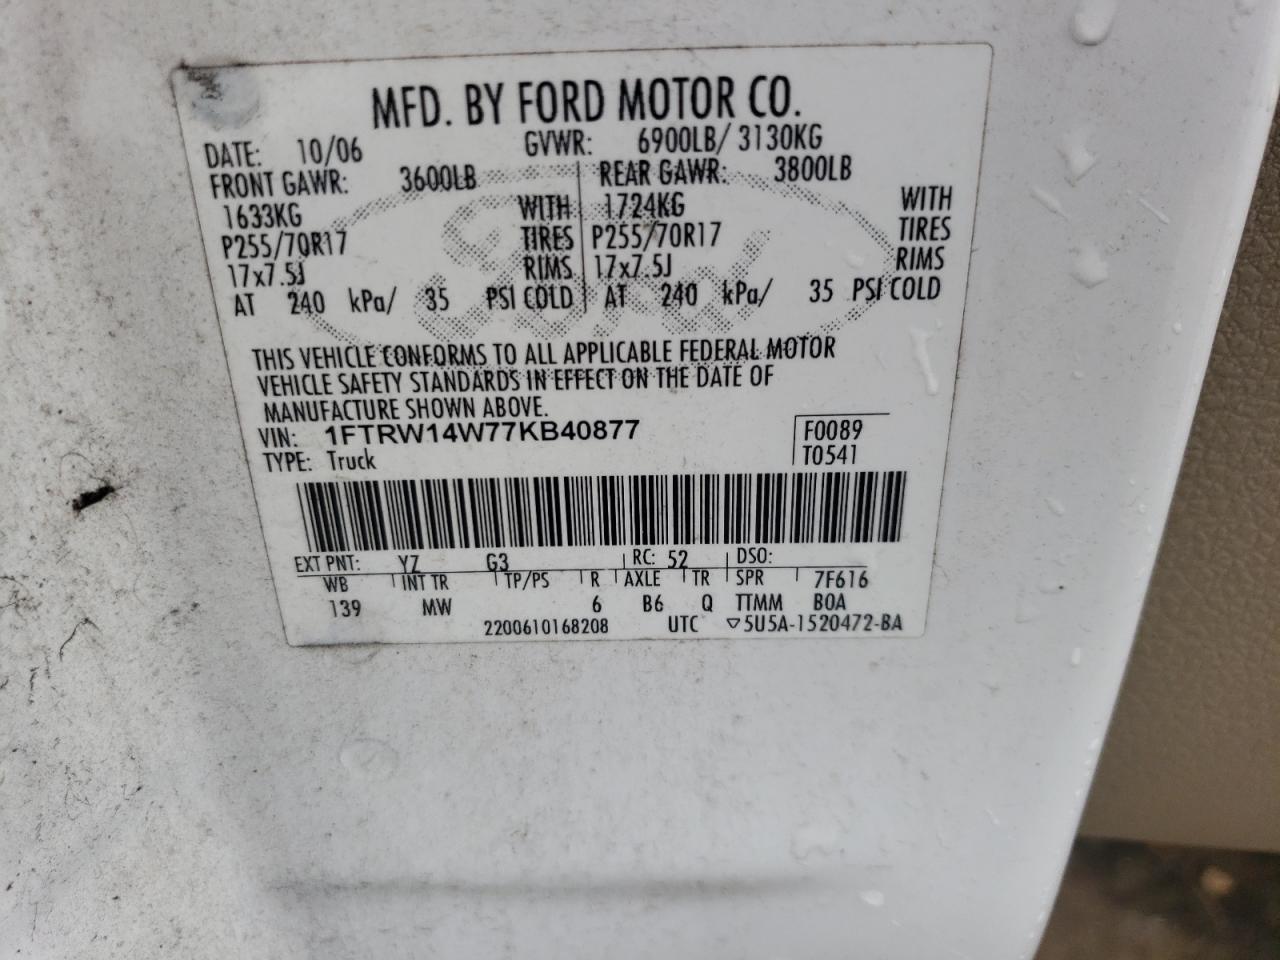 MFD. BY FORD MOTOR CO.
DATE: 10/06 GVWR: 6900LB/ 3130KG
FRONT GAWR: 3600LB REAR GAWR: 3800LB
1633KG WITH 1724KG WITH
P255/70R17 TIRES P255/70R17 TIRES
17x7.5J RIMS 17x7.5J RIMS
AT 240 kPa/ 35 PSI COLD AT 240 kPa/ 35 PSI COLD
THIS VEHICLE CONFORMS TO ALL APPLICABLE FEDERAL MOTOR
VEHICLE SAFETY STANDARDS IN EFFECT ON THE DATE OF
MANUFACTURE SHOWN ABOVE.
VIN: 1FTRW14W77KB40877 F0089
TYPE: Truck T0541
EXT PNT: YZ G3 RC: 52 DSO:
WB INT TR TP/PS R AXLE TR SPR 7F616
139 MW 6 B6 Q TTMM BOA
2200610168208 UTC ▽5U5A-1520472-BA